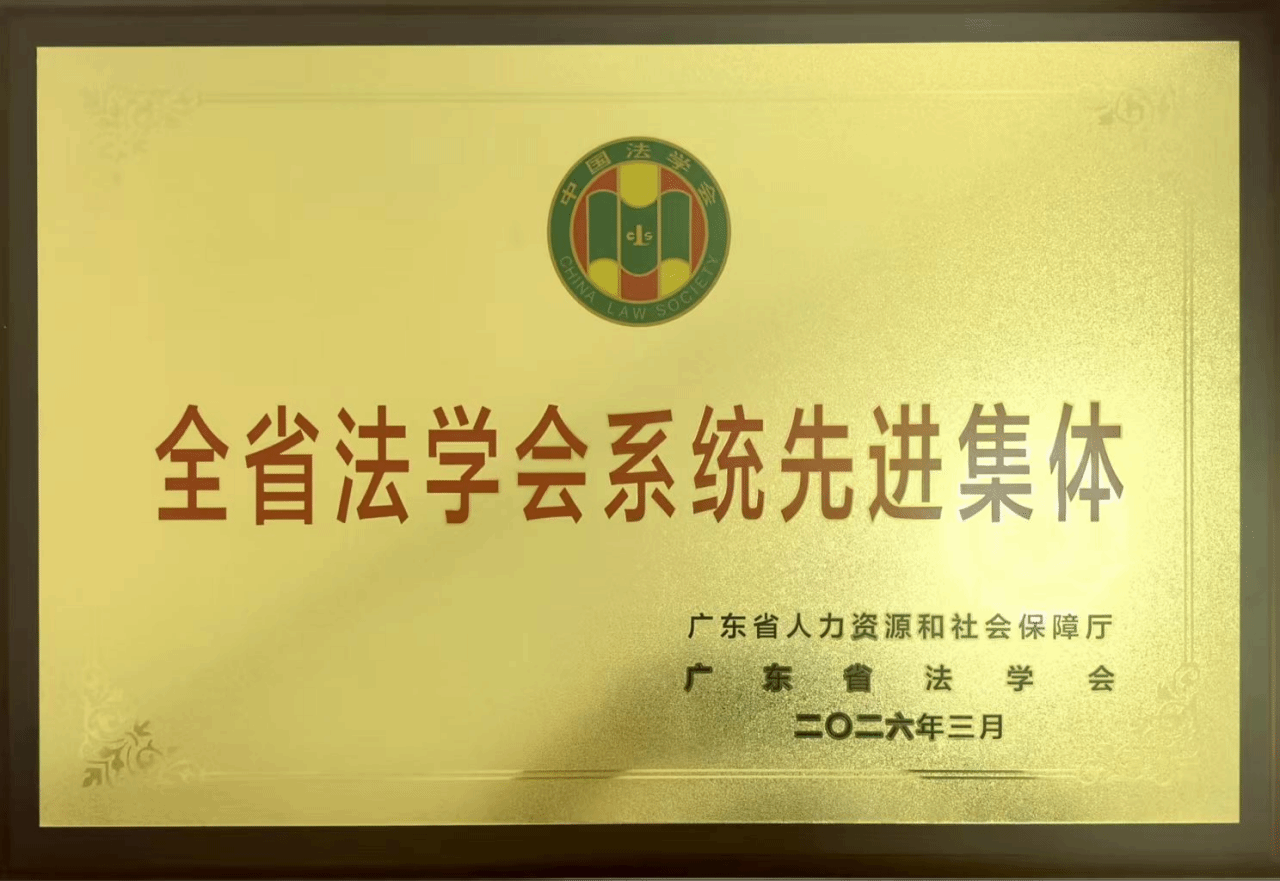 中国法学会
CLS
CHINA LAW SOCIETY
全省法学会系统先进集体
广东省人力资源和社会保障厅
广东省法学会
二〇二六年三月